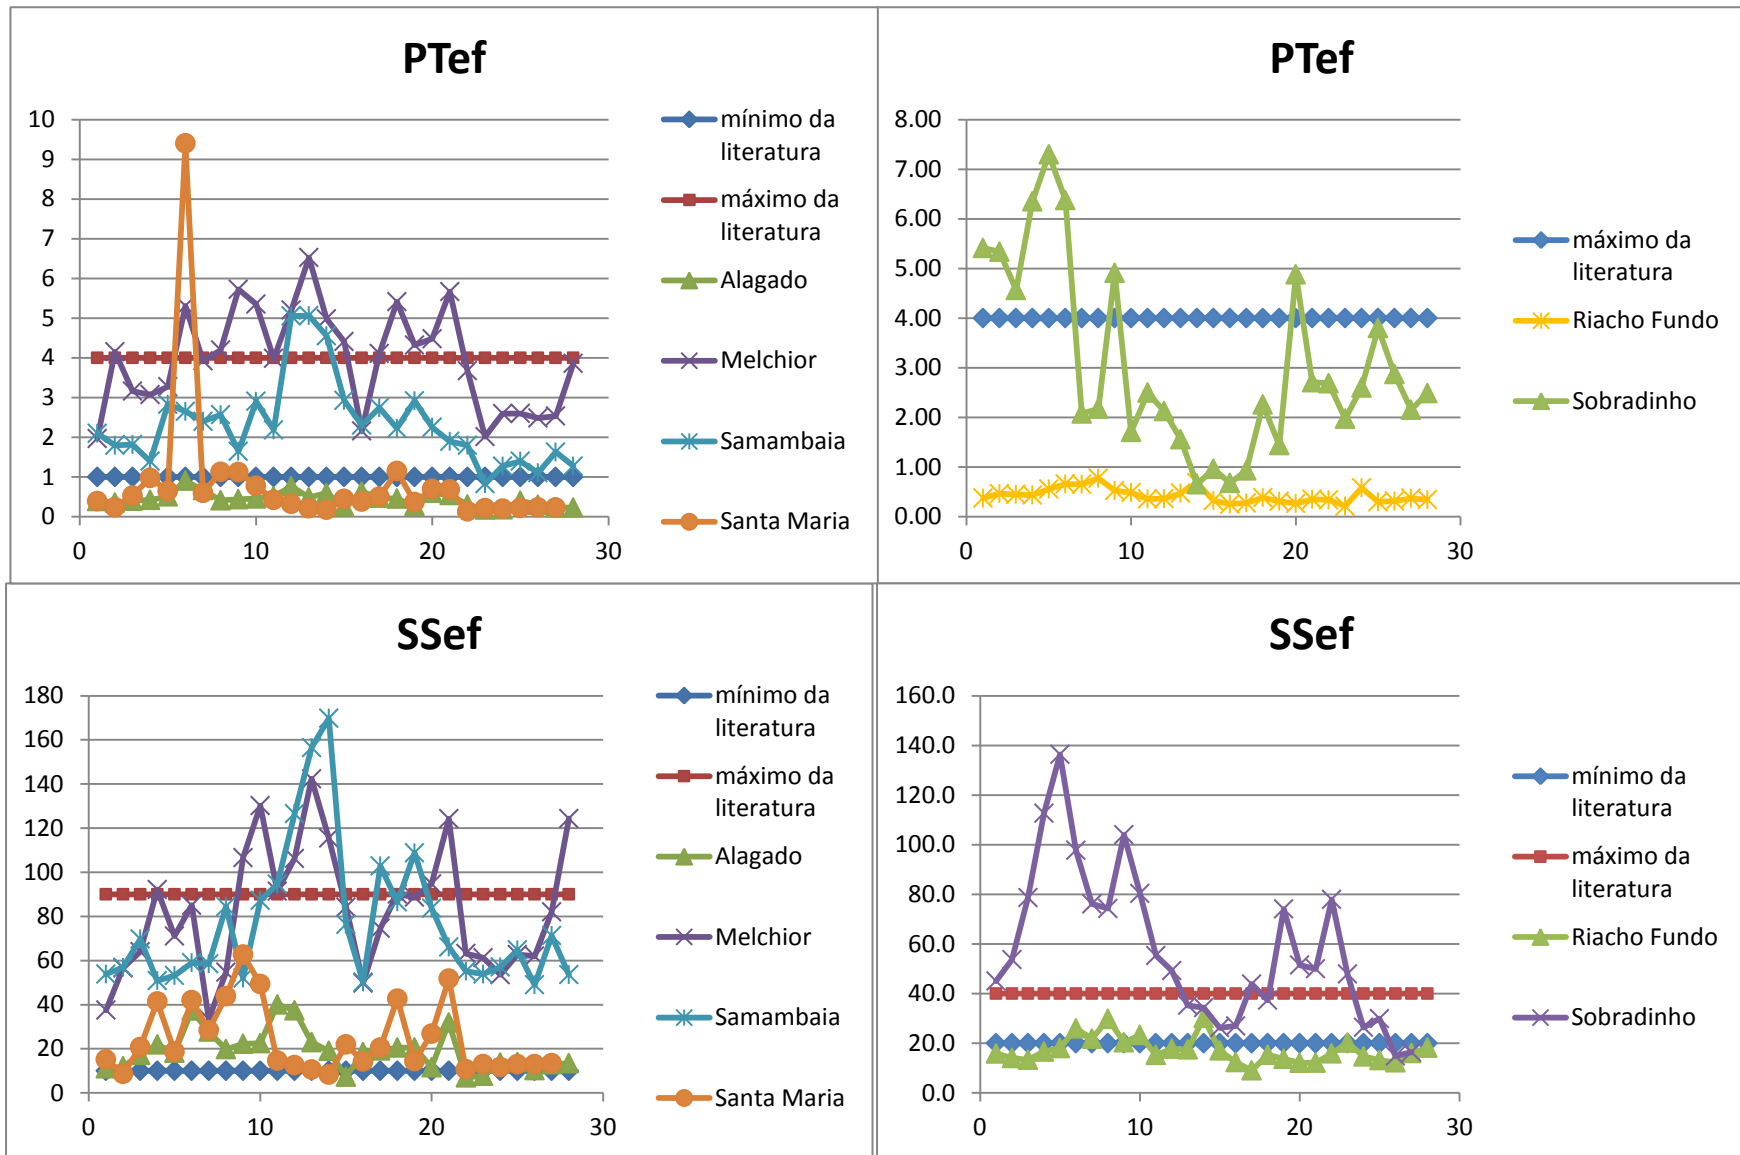 PTef
10
9
8
7
6
5
4
3
2
1
0
0
10
20
30
mínimo da
literatura
máximo da
literatura
Alagado
Melchior
Samambaia
Santa Maria
PTef
8.00
7.00
6.00
5.00
4.00
3.00
2.00
1.00
0.00
0
10
20
30
máximo da
literatura
Riacho Fundo
Sobradinho
SSef
180
160
140
120
100
80
60
40
20
0
0
10
20
30
mínimo da
literatura
máximo da
literatura
Alagado
Melchior
Samambaia
Santa Maria
SSef
160.0
140.0
120.0
100.0
80.0
60.0
40.0
20.0
0.0
0
10
20
30
mínimo da
literatura
máximo da
literatura
Riacho Fundo
Sobradinho